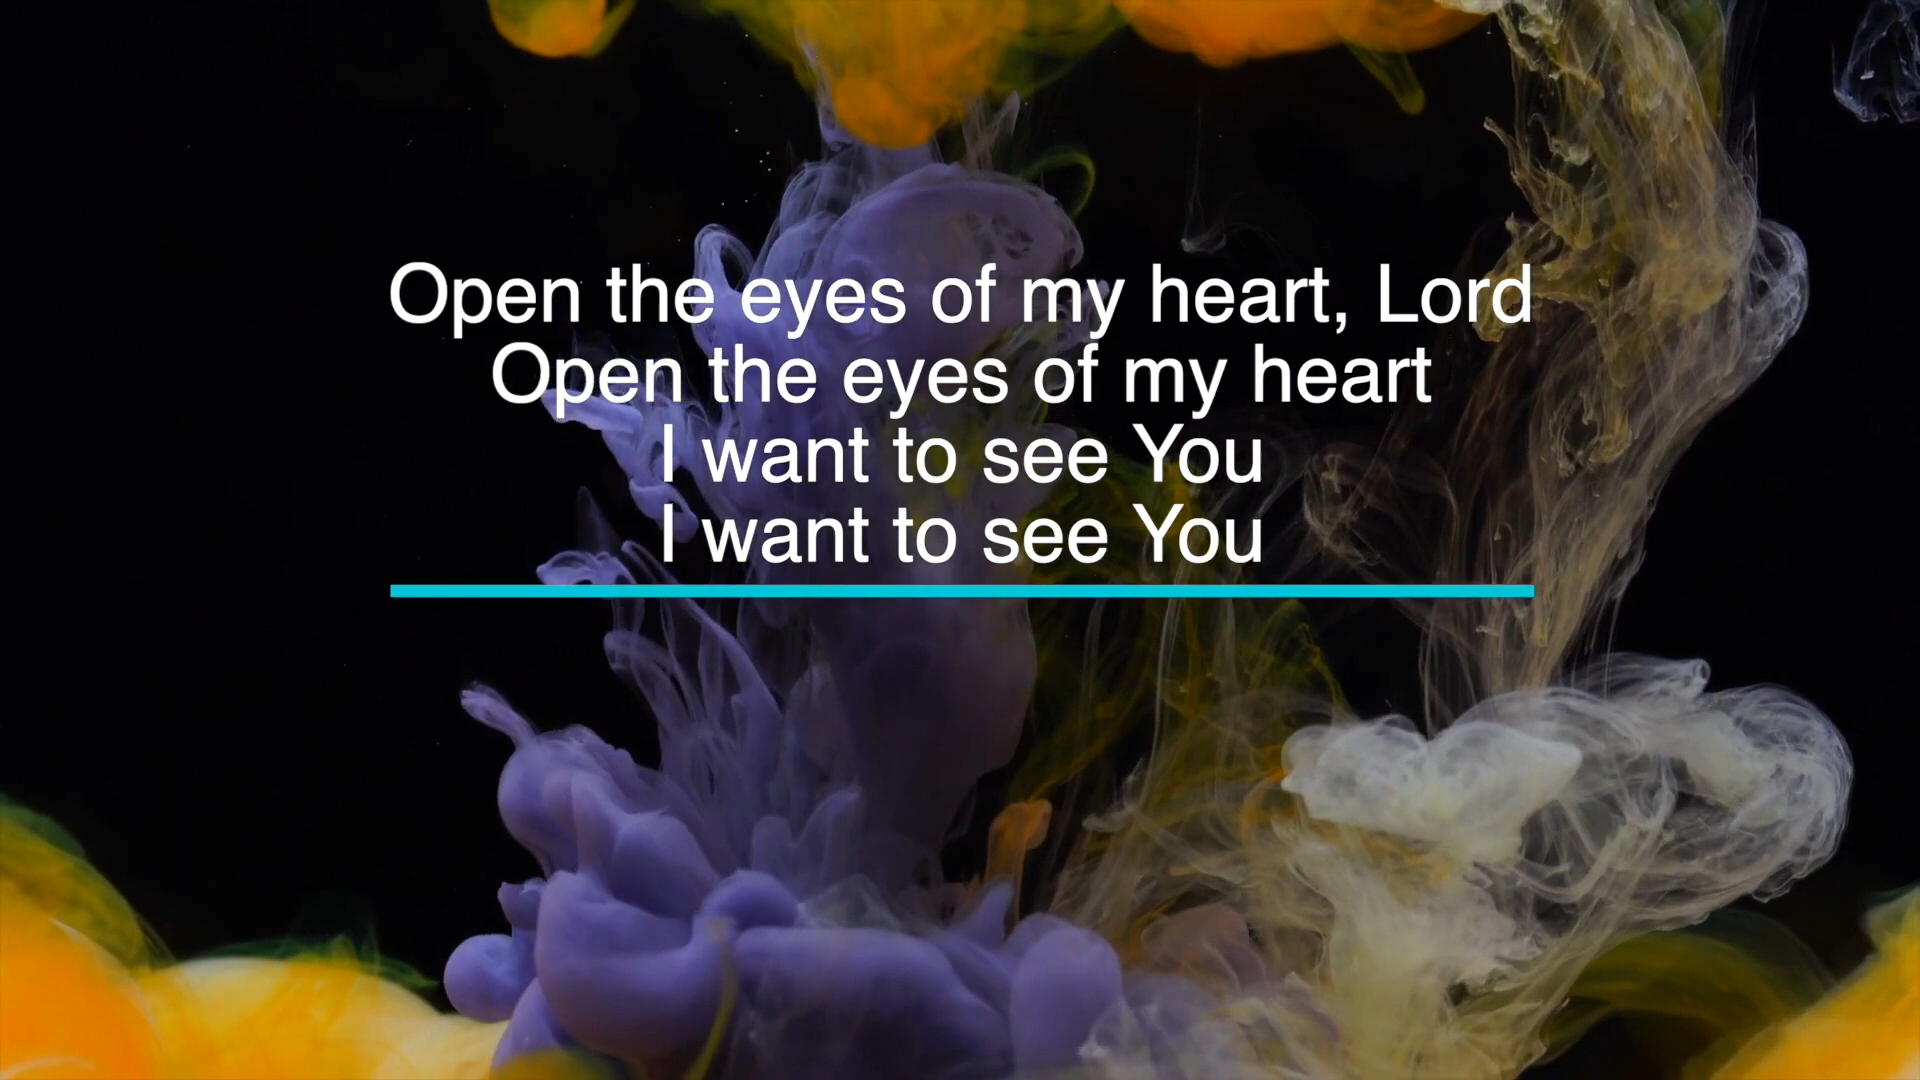 Open the eyes of my heart, Lord
Open the eyes of my heart
I want to see You
I want to see You